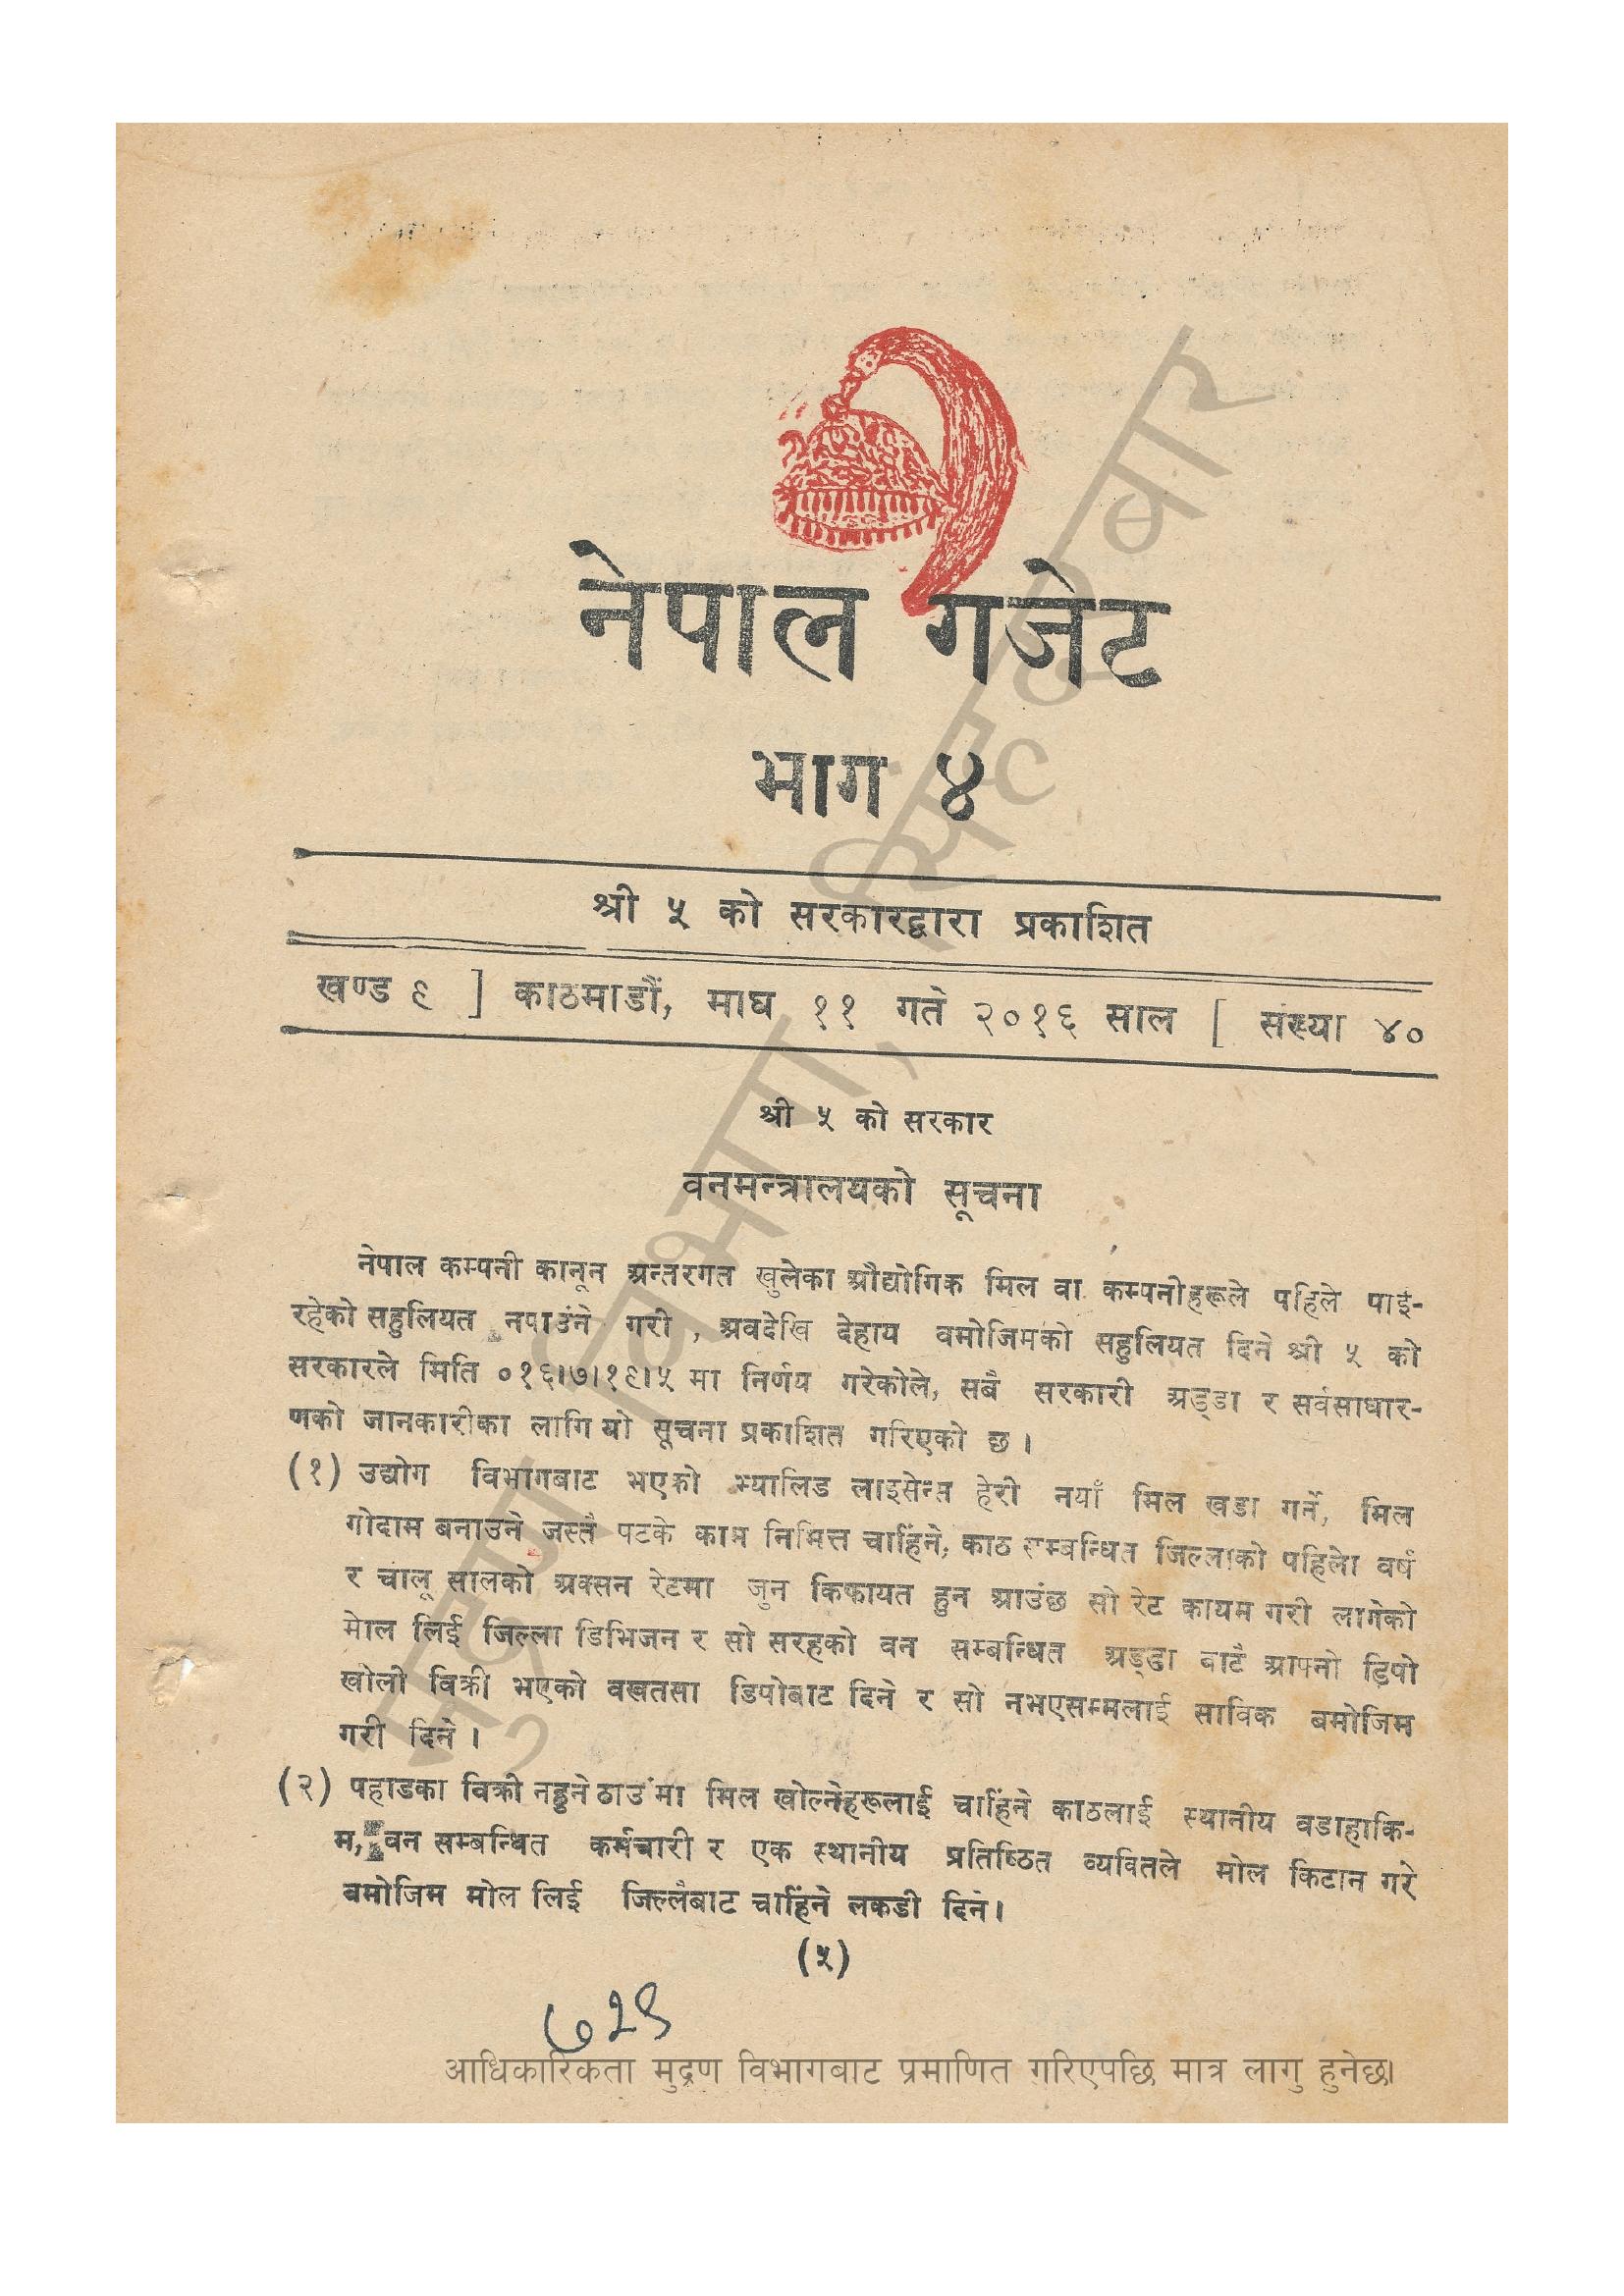 नेपाल गजेट
भाग ४
श्री ५ को सरकारद्वारा प्रकाशित
खण्ड ९ ] काठमाडौं, माघ ११ गते २०१६ साल [ संख्या ४०
श्री ५ को सरकार
वनमन्त्रालयको सूचना
नेपाल कम्पनी कानून अन्तरगत खुलेका औद्योगिक मिल वा कम्पनीहरूले पहिले पाई-
रहेको सहुलियत नपाउंने गरी , अवदेखि देहाय वमोजिमको सहुलियत दिने श्री ५ को
सरकारले मिति ०१६।७।१९।५ मा निर्णय गरेकोले, सबै सरकारी अड्डा र सर्वसाधार-
णको जानकारीका लागि यो सूचना प्रकाशित गरिएको छ ।
(१) उद्योग विभागबाट भएको भ्यालिड लाइसेन्स हेरी नयाँ मिल खडा गर्ने, मिल
गोदाम बनाउने जस्तै पटके काम निमित्त चाहिंने, काठ सम्बन्धित जिल्लाको पहिलो वर्ष
र चालू सालको अक्सन रेटमा जुन किफायत हुन आउंछ सो रेट कायम गरी लागेको
मोल लिई जिल्ला डिभिजन र सो सरहको वन सम्बन्धित अड्डा बाटै आफ्नो डिपो
खोली विक्री भएको वखतसा डिपोबाट दिने र सो नभएसम्मलाई साविक बमोजिम
गरी दिने ।
(२) पहाडका विक्री नहुने ठाउंमा मिल खोल्नेहरूलाई चाहिंने काठलाई स्थानीय वडाहाकि-
म, वन सम्बन्धित कर्मचारी र एक स्थानीय प्रतिष्ठित व्यक्तिले मोल किटान गरे
बमोजिम मोल लिई जिल्लैबाट चाहिंने लकडी दिने।
(५)
७२९
आधिकारिकता मुद्रण विभागबाट प्रमाणित गरिएपछि मात्र लागु हुनेछ।
मुद्रण विभाग, सिंहदरबार